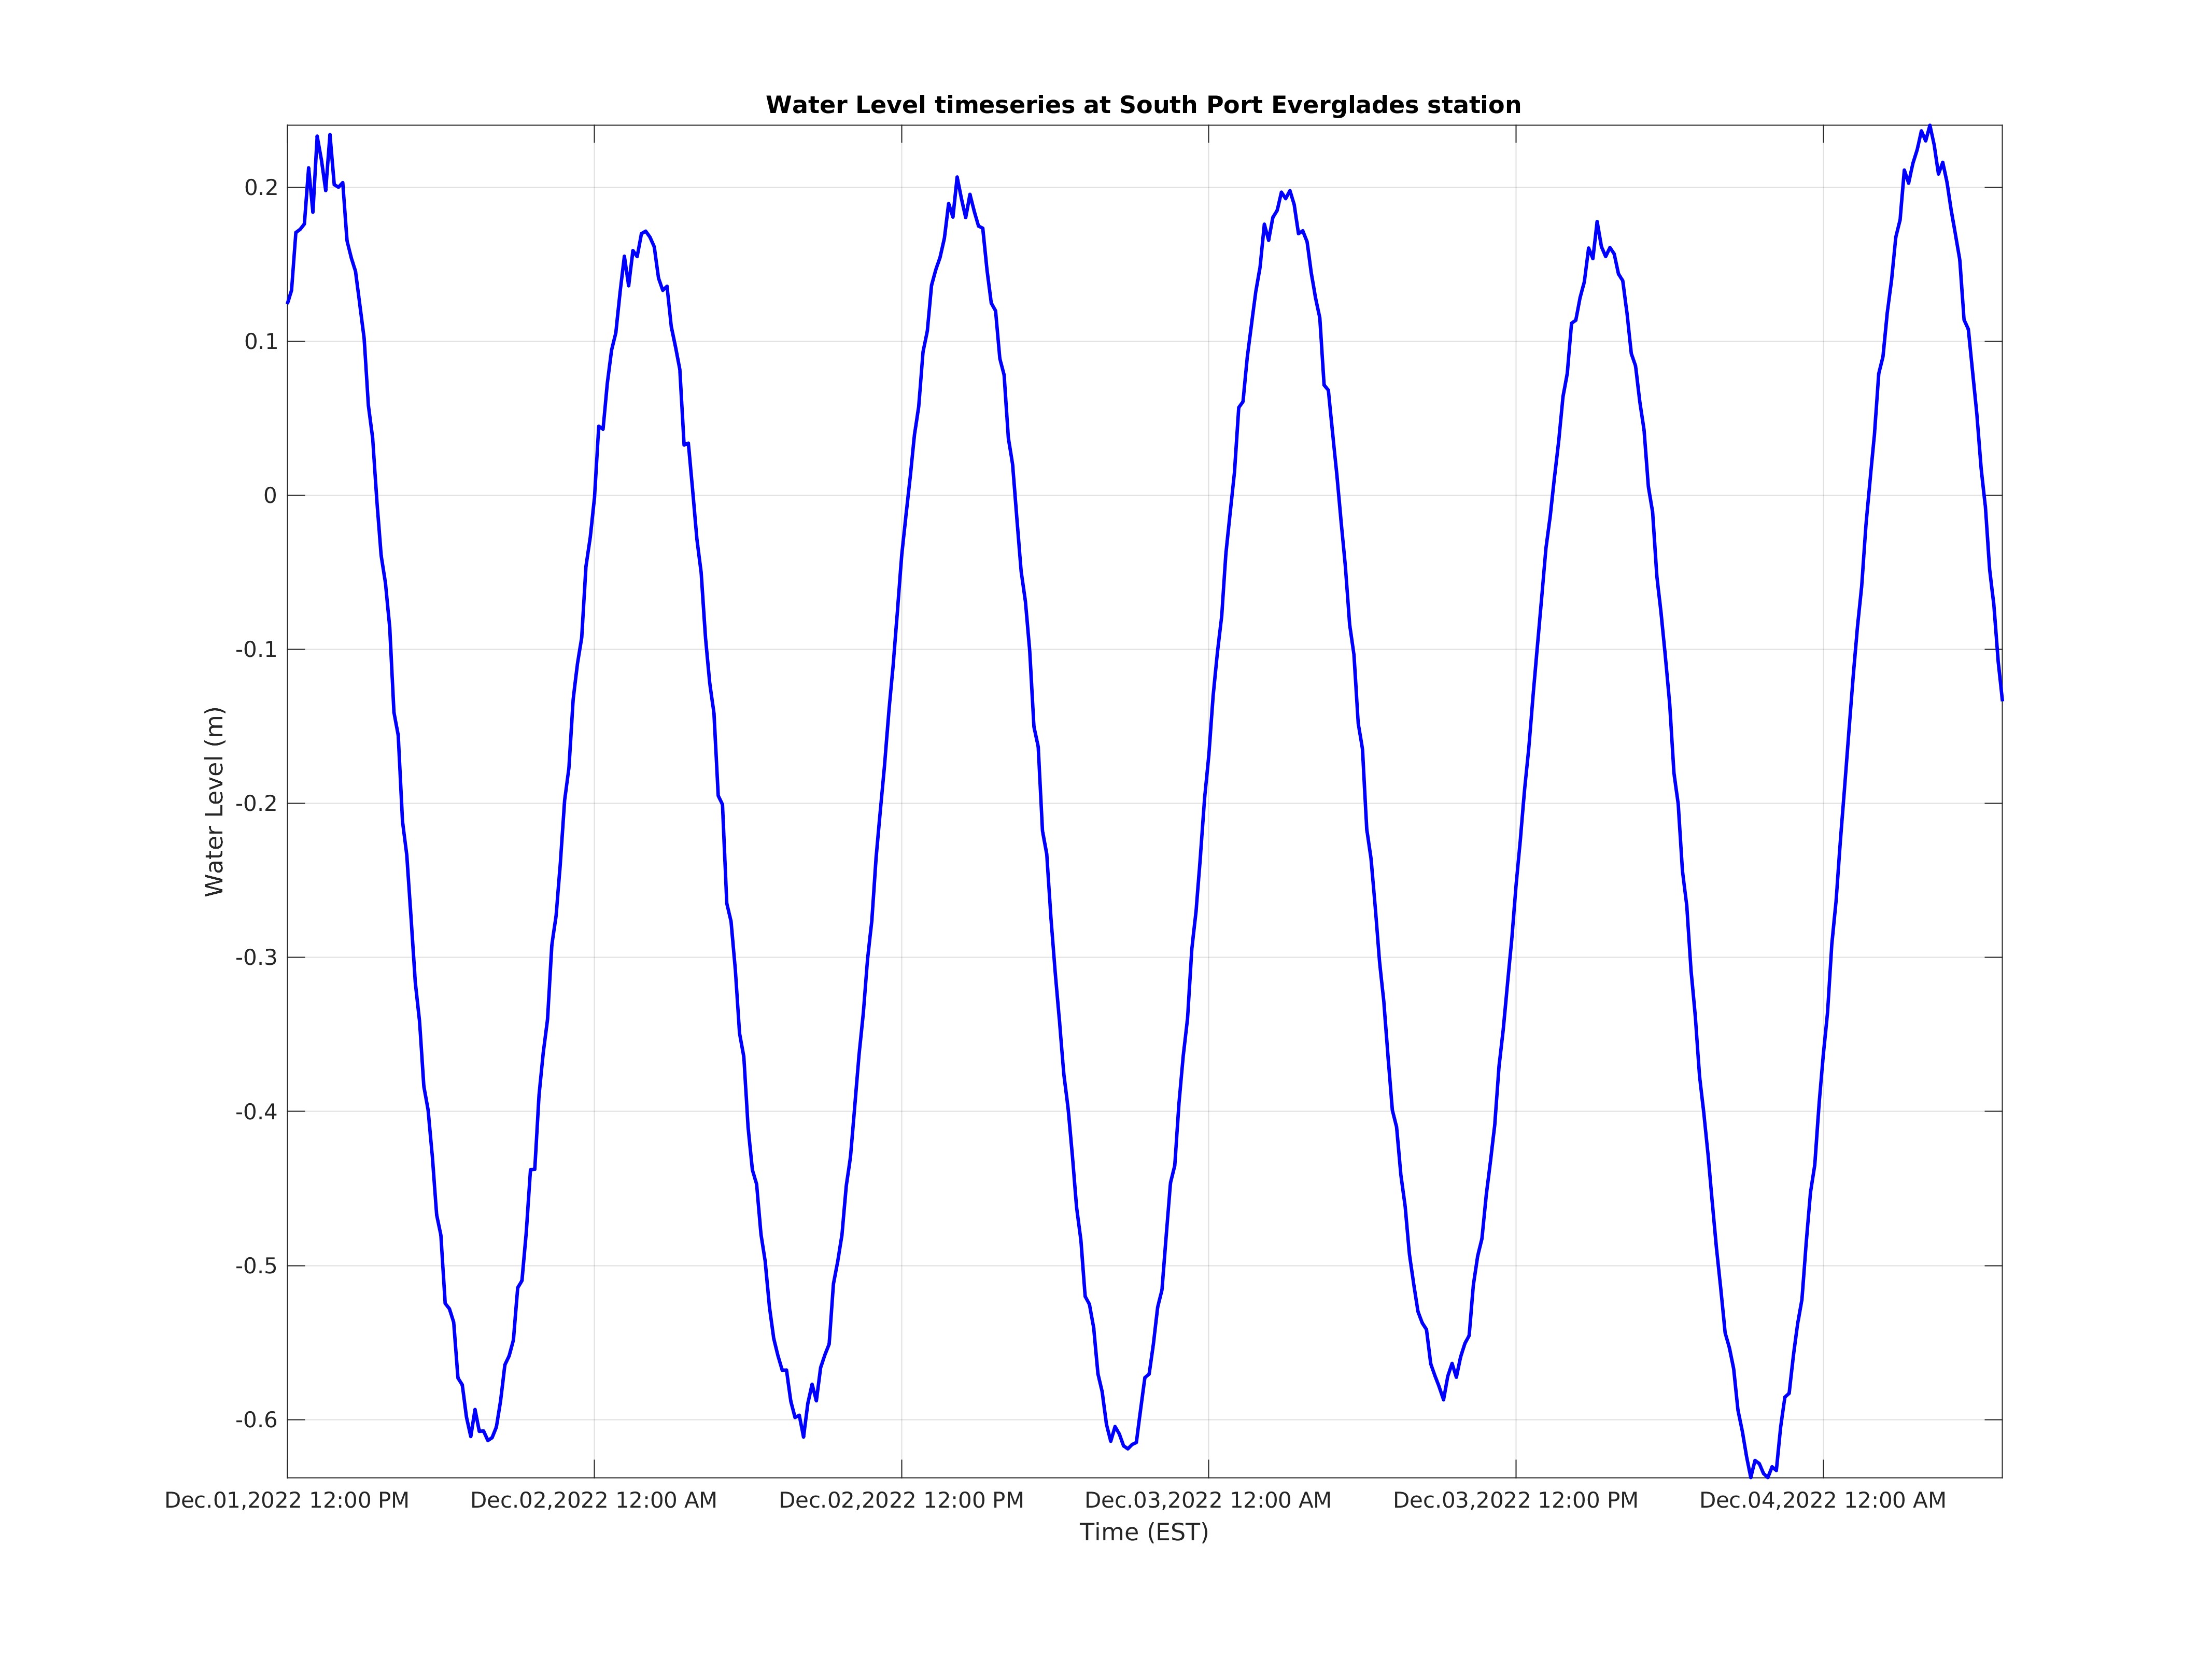 Water Level timeseries at South Port Everglades station
0.2
0.1
0
-0.1
-0.2
-0.3
-0.4
-0.5
-0.6
Water Level (m)
Dec.01,2022 12:00 PM
Dec.02,2022 12:00 AM
Dec.02,2022 12:00 PM
Dec.03,2022 12:00 AM
Dec.03,2022 12:00 PM
Dec.04,2022 12:00 AM
Time (EST)